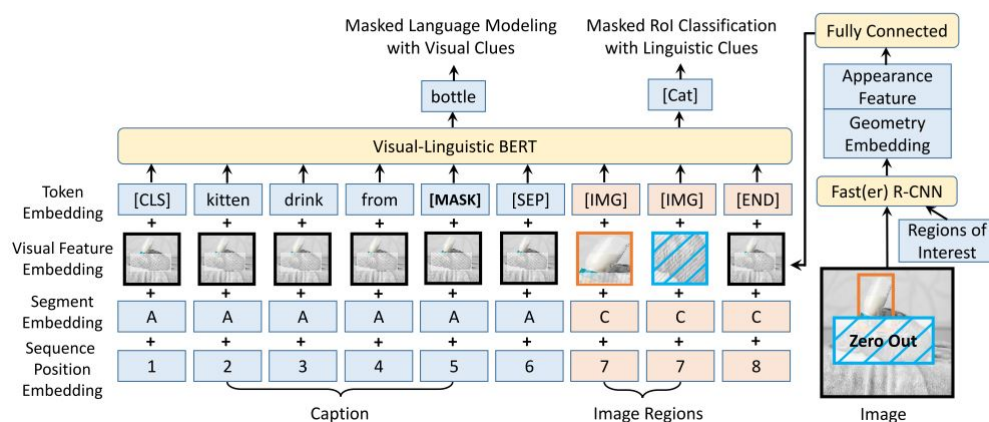 Masked Language Modeling
with Visual Clues
Masked RoI Classification
with Linguistic Clues
Fully Connected
bottle
[Cat]
Appearance
Feature
Geometry
Embedding
Visual-Linguistic BERT
Fast(er) R-CNN
Regions of
Interest
Token
Embedding
[CLS] kitten drink from [MASK] [SEP] [IMG] [IMG] [END]
+ + + + + + + + +
Visual Feature
Embedding
+ + + + + + + + +
Segment
Embedding
A A A A A A C C C
+ + + + + + + + +
Sequence
Position
Embedding
1 2 3 4 5 6 7 7 8
Zero Out
Caption
Image Regions
Image